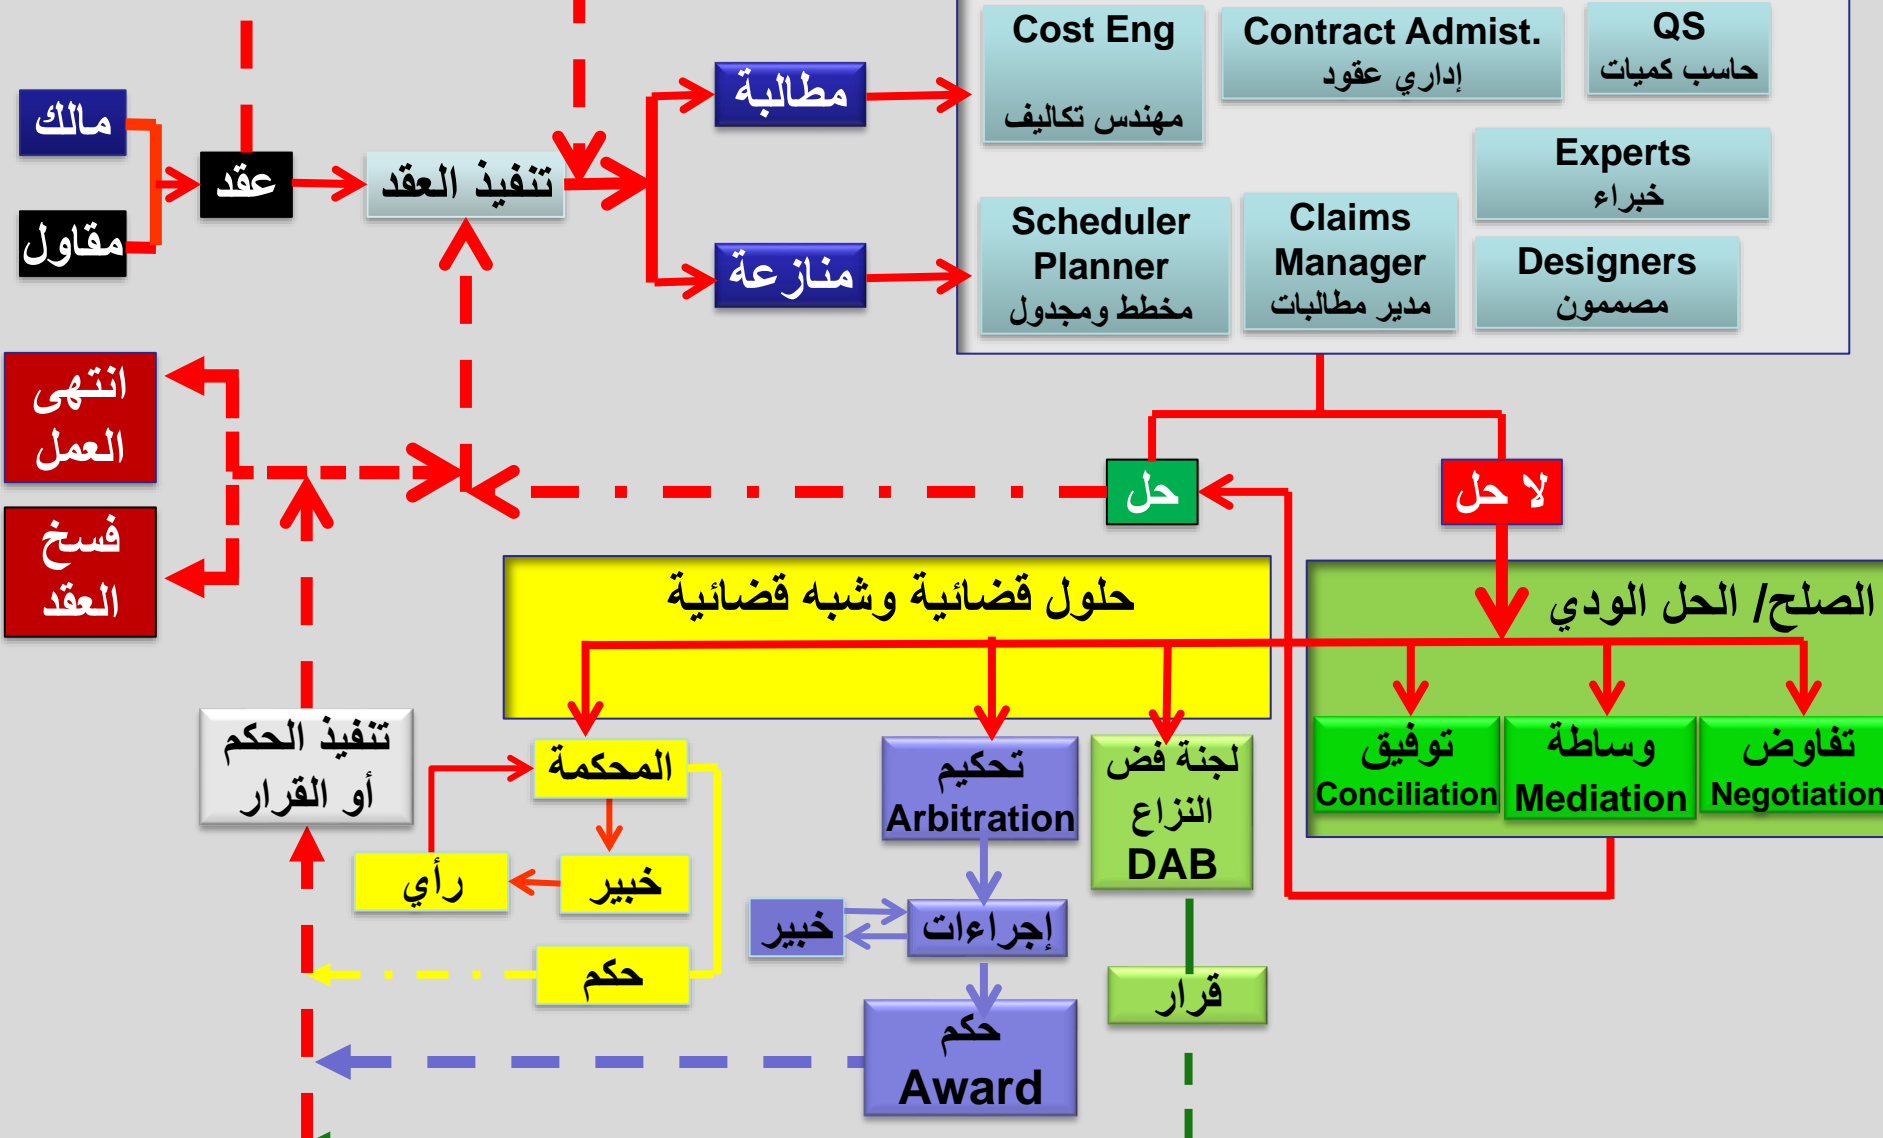 Cost Eng
مهندس تكاليف
Contract Admist.
إداري عقود
QS
حاسب كميات
مالك
مقاول
عقد
تنفيذ العقد
مطالبة
منازعة
Experts
خبراء
Scheduler
Planner
مخطط ومجدول
Claims
Manager
مدير مطالبات
Designers
مصممون
انتهى
العمل
فسخ
العقد
حل
لا حل
حلول قضائية وشبه قضائية
الصلح/ الحل الودي
تنفيذ الحكم
أو القرار
المحكمة
خبير
رأي
حكم
تحكيم
Arbitration
إجراءات
خبير
حكم
Award
لجنة فض
النزاع
DAB
قرار
توفيق
Conciliation
وساطة
Mediation
تفاوض
Negotiation